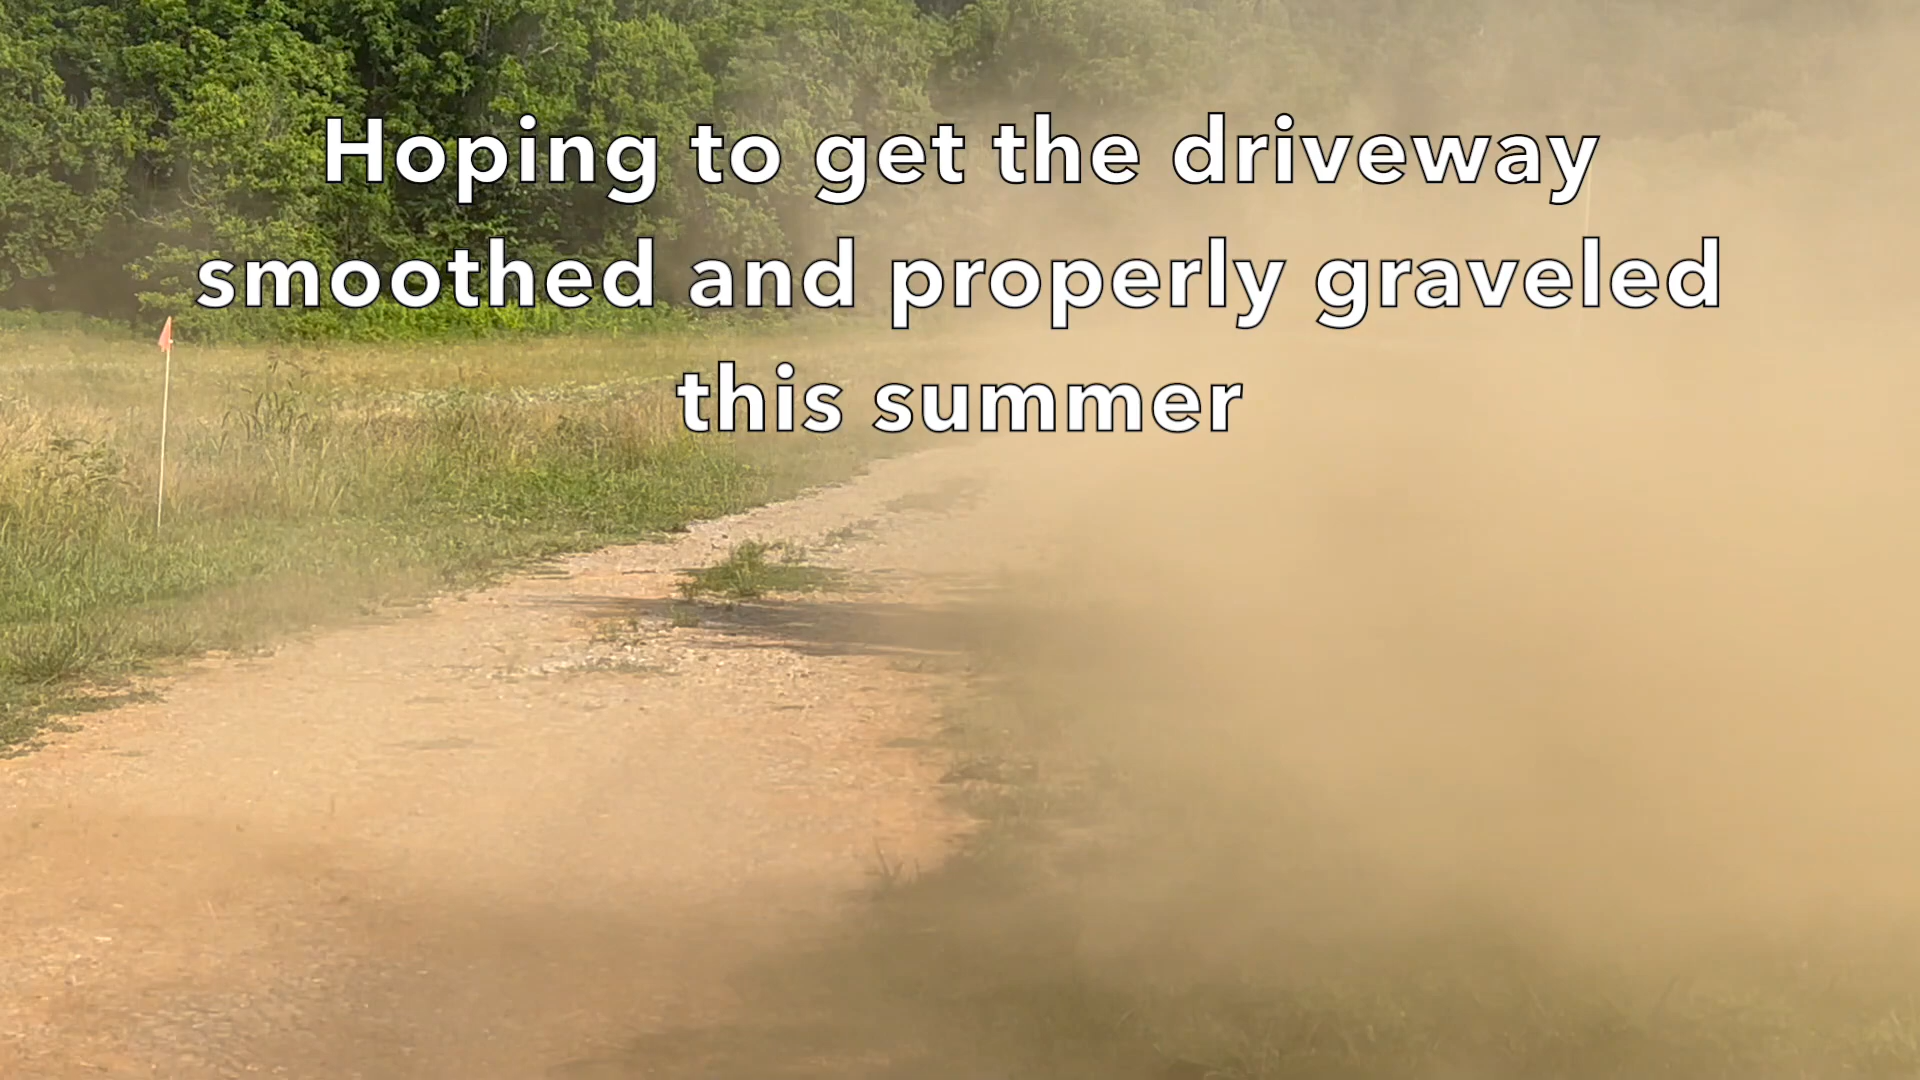 Hoping to get the driveway
smoothed and properly graveled
this summer